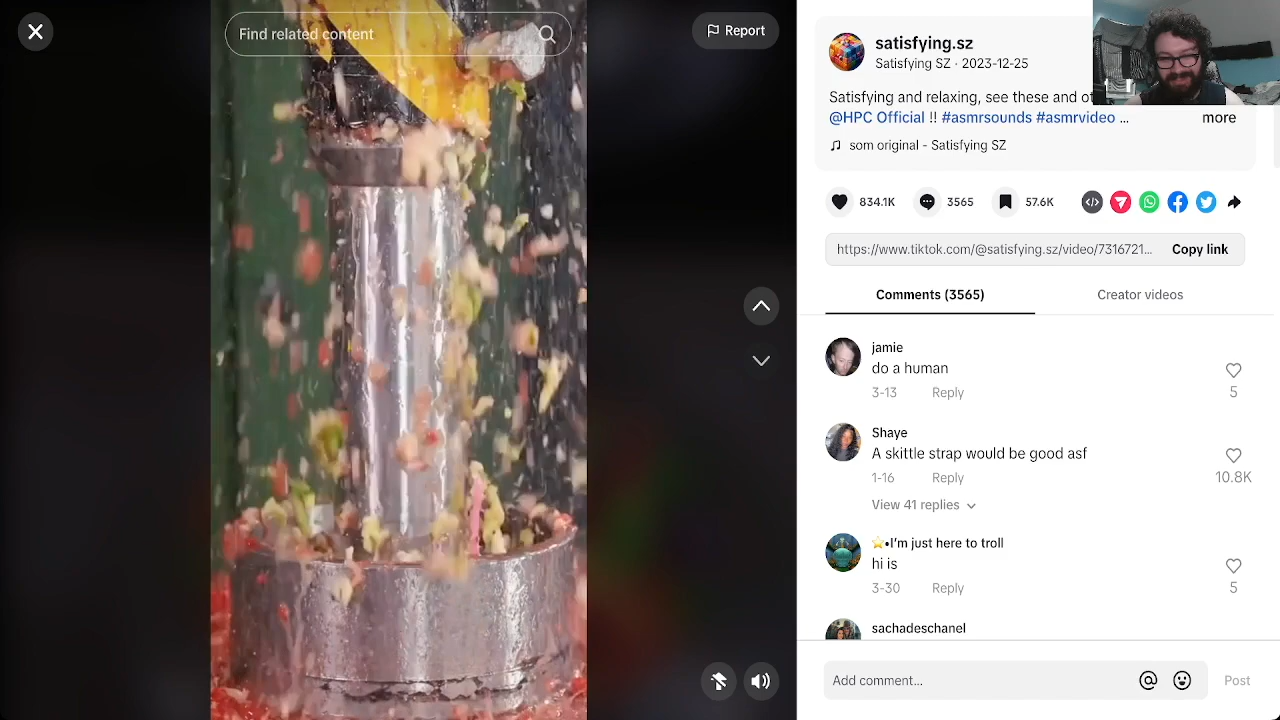 Find related content
Report
satisfying.sz
Satisfying SZ · 2023-12-25
Satisfying and relaxing, see these and
@HPC Official !! #asmrsounds #asmrvideo ...
more
som original - Satisfying SZ
834.1K
3565
57.6K
https://www.tiktok.com/@satisfying.sz/video/7316721...
Copy link
Comments (3565)
Creator videos
jamie
do a human
3-13
Reply
5
Shaye
A skittle strap would be good asf
1-16
Reply
10.8K
View 41 replies
⭐•I'm just here to troll
hi is
3-30
Reply
5
sachadeschanel
Add comment...
Post